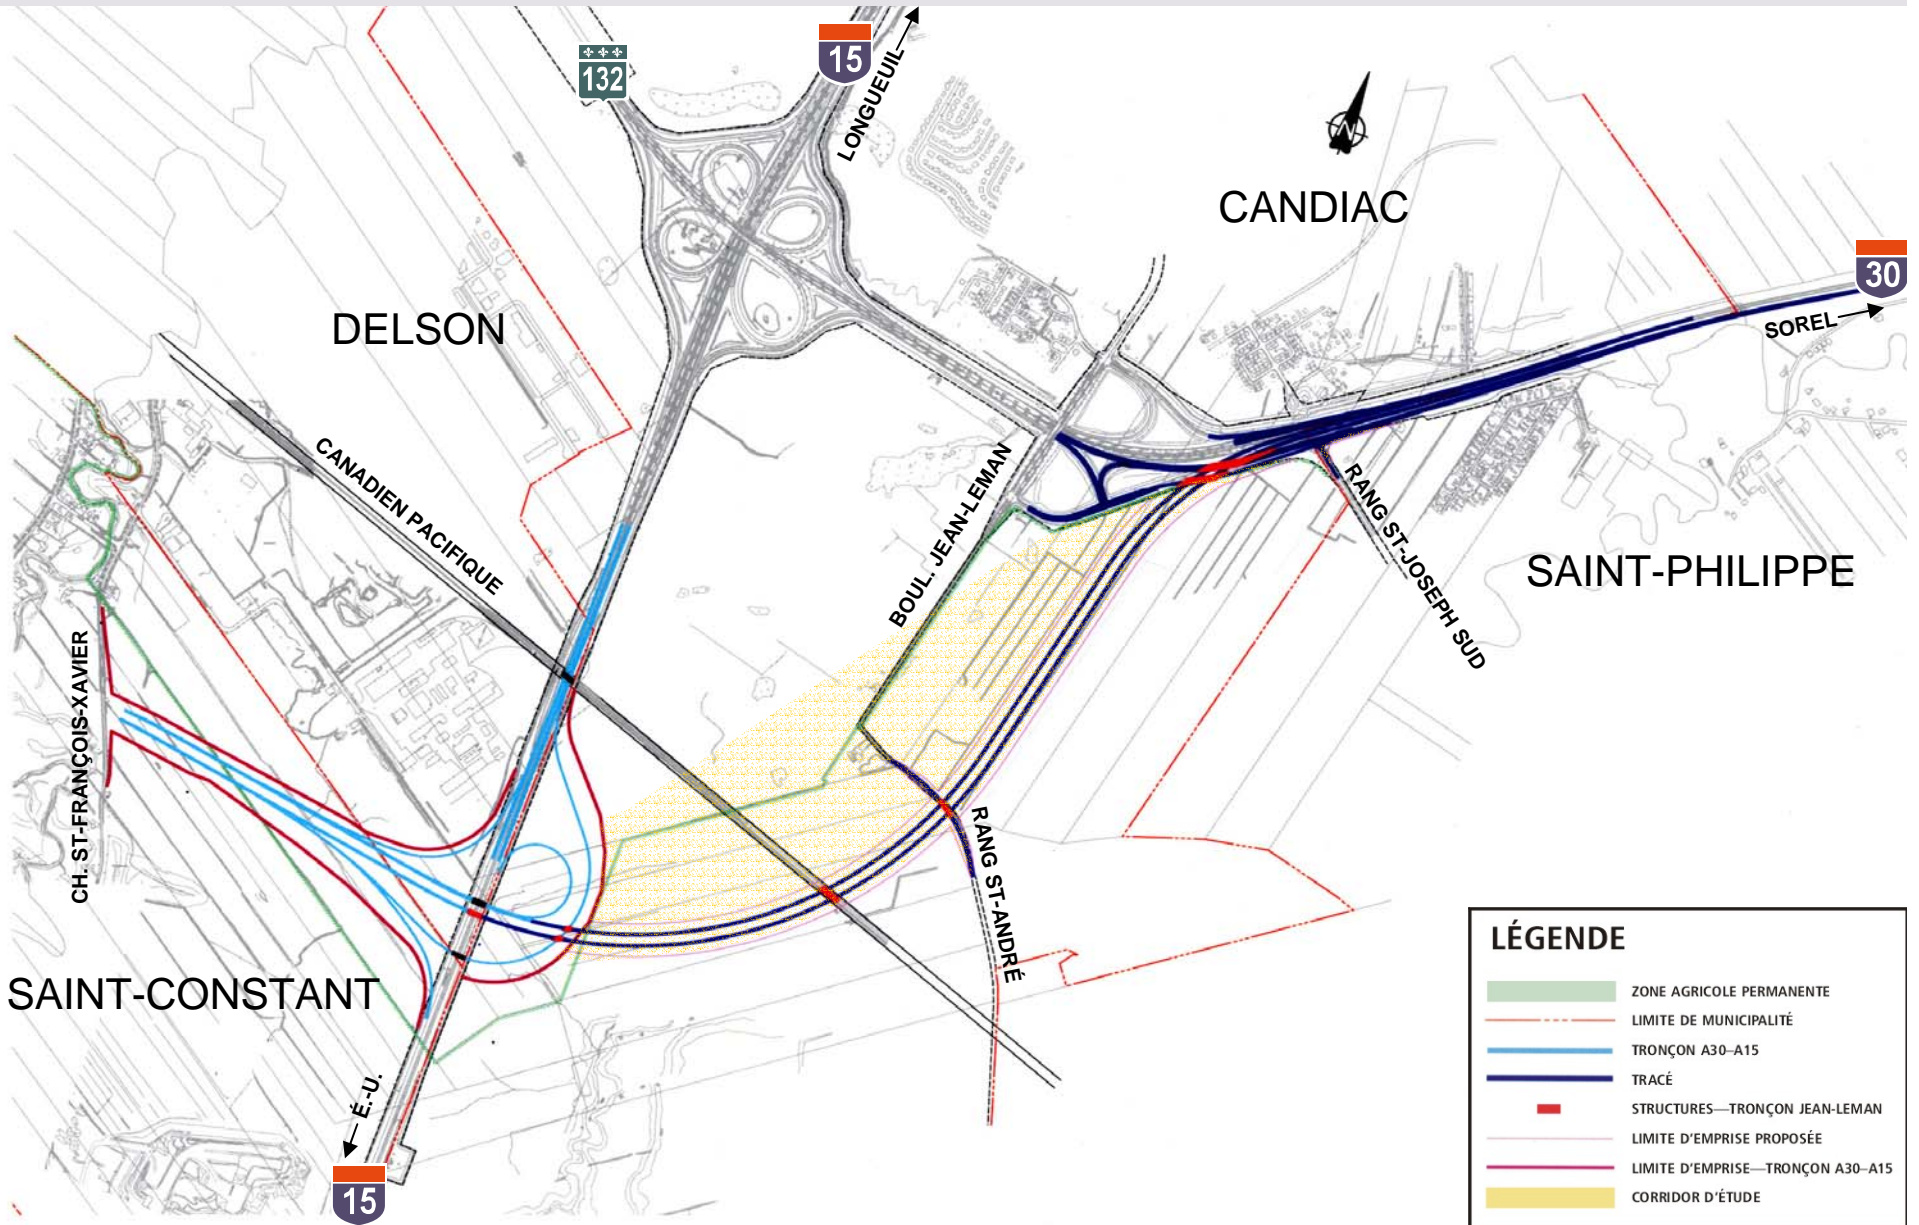 132
15
LONGUEUIL
CANDIAC
30
SOREL
DELSON
CANADIEN PACIFIQUE
BOUL. JEAN-LEMAN
RANG ST-JOSEPH SUD
SAINT-PHILIPPE
CH. ST-FRANÇOIS-XAVIER
RANG ST-ANDRÉ
SAINT-CONSTANT
É.-U.
15
LÉGENDE
ZONE AGRICOLE PERMANENTE
LIMITE DE MUNICIPALITÉ
TRONÇON A30–A15
TRACÉ
STRUCTURES—TRONÇON JEAN-LEMAN
LIMITE D'EMPRISE PROPOSÉE
LIMITE D'EMPRISE—TRONÇON A30–A15
CORRIDOR D'ÉTUDE